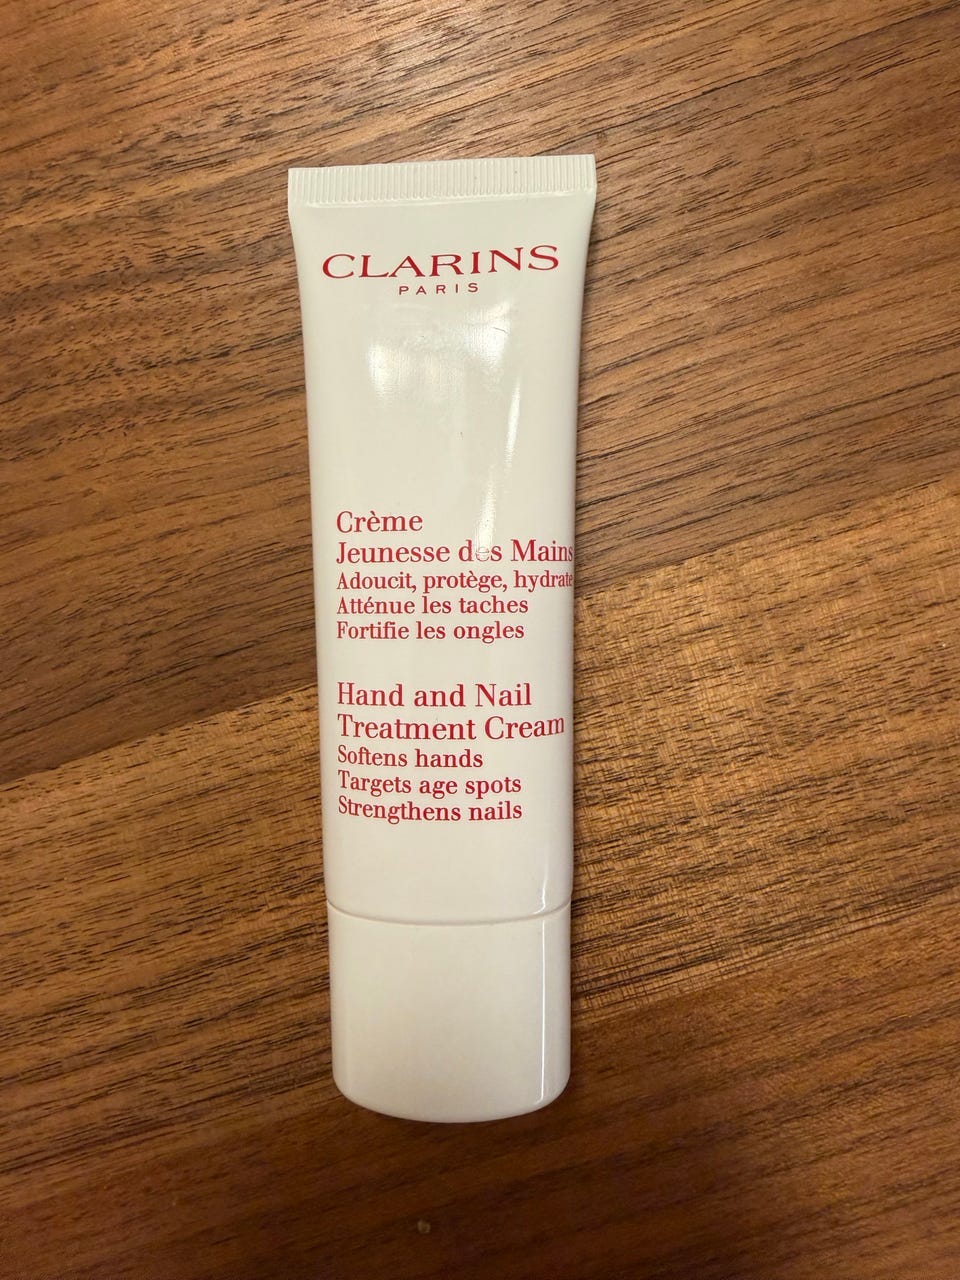 CLARINS
PARIS
Crème
Jeunesse des Mains
Adoucit, protège, hydrate
Atténue les taches
Fortifie les ongles
Hand and Nail
Treatment Cream
Softens hands
Targets age spots
Strengthens nails